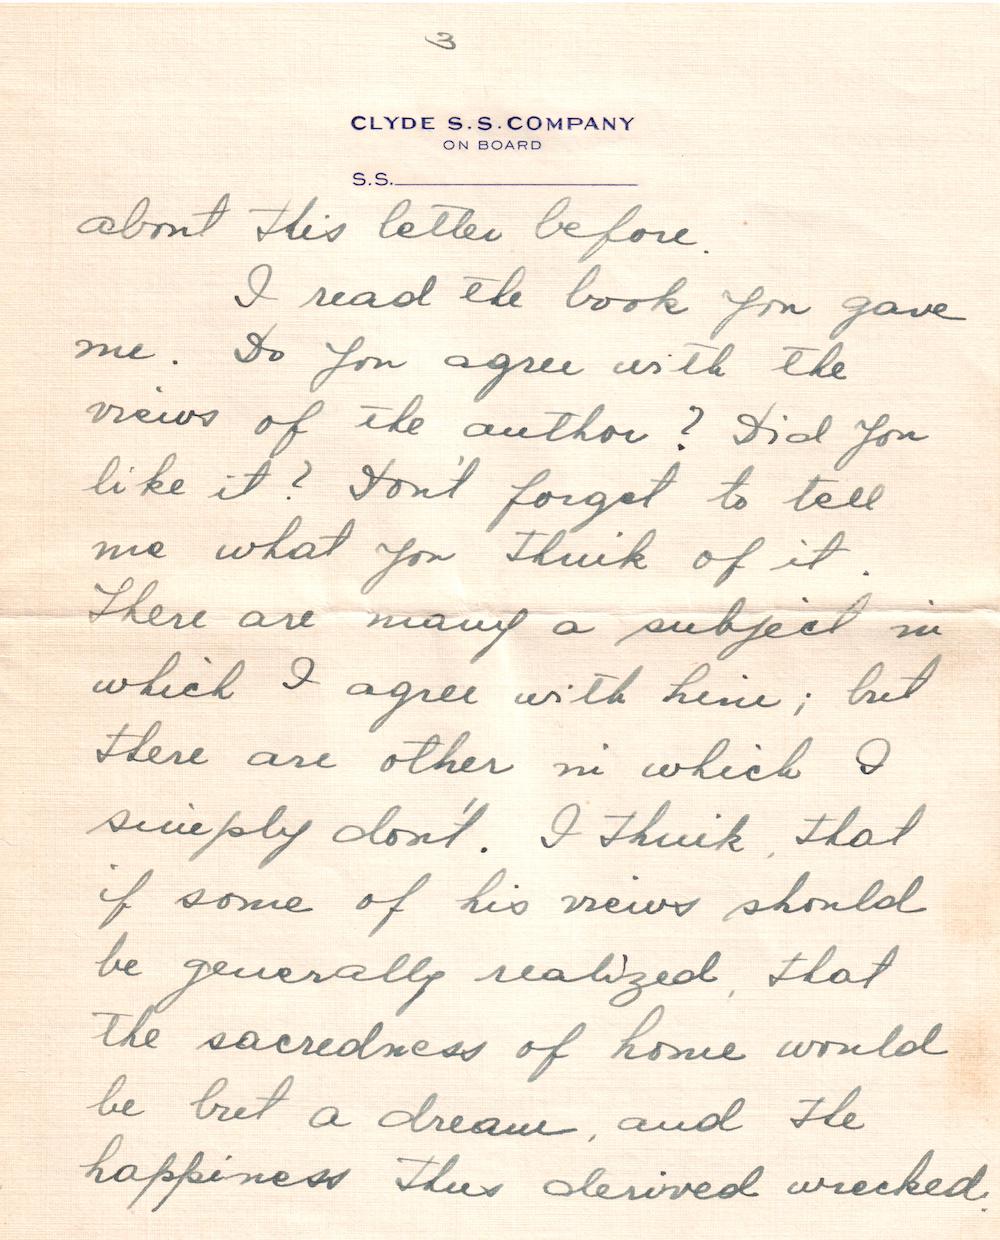 3
CLYDE S.S. COMPANY
ON BOARD
S.S.
about this letter before.
I read the book you gave
me. Do you agree with the
views of the author? Did you
like it? Don't forget to tell
me what you think of it.
There are many a subject in
which I agree with him; but
there are other in which I
simply don't. I think, that
if some of his views should
be generally realized, that
the sacredness of home would
be but a dream, and the
happiness thus derived wrecked.